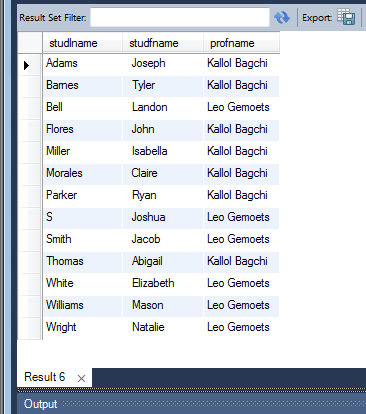 Result Set Filter: Export:
studlname studfname profname
Adams Joseph Kallol Bagchi
Barnes Tyler Kallol Bagchi
Bell Landon Leo Gemoets
Flores John Kallol Bagchi
Miller Isabella Kallol Bagchi
Morales Claire Kallol Bagchi
Parker Ryan Kallol Bagchi
S Joshua Leo Gemoets
Smith Jacob Leo Gemoets
Thomas Abigail Kallol Bagchi
White Elizabeth Leo Gemoets
Williams Mason Leo Gemoets
Wright Natalie Leo Gemoets
Result 6 ×
Output